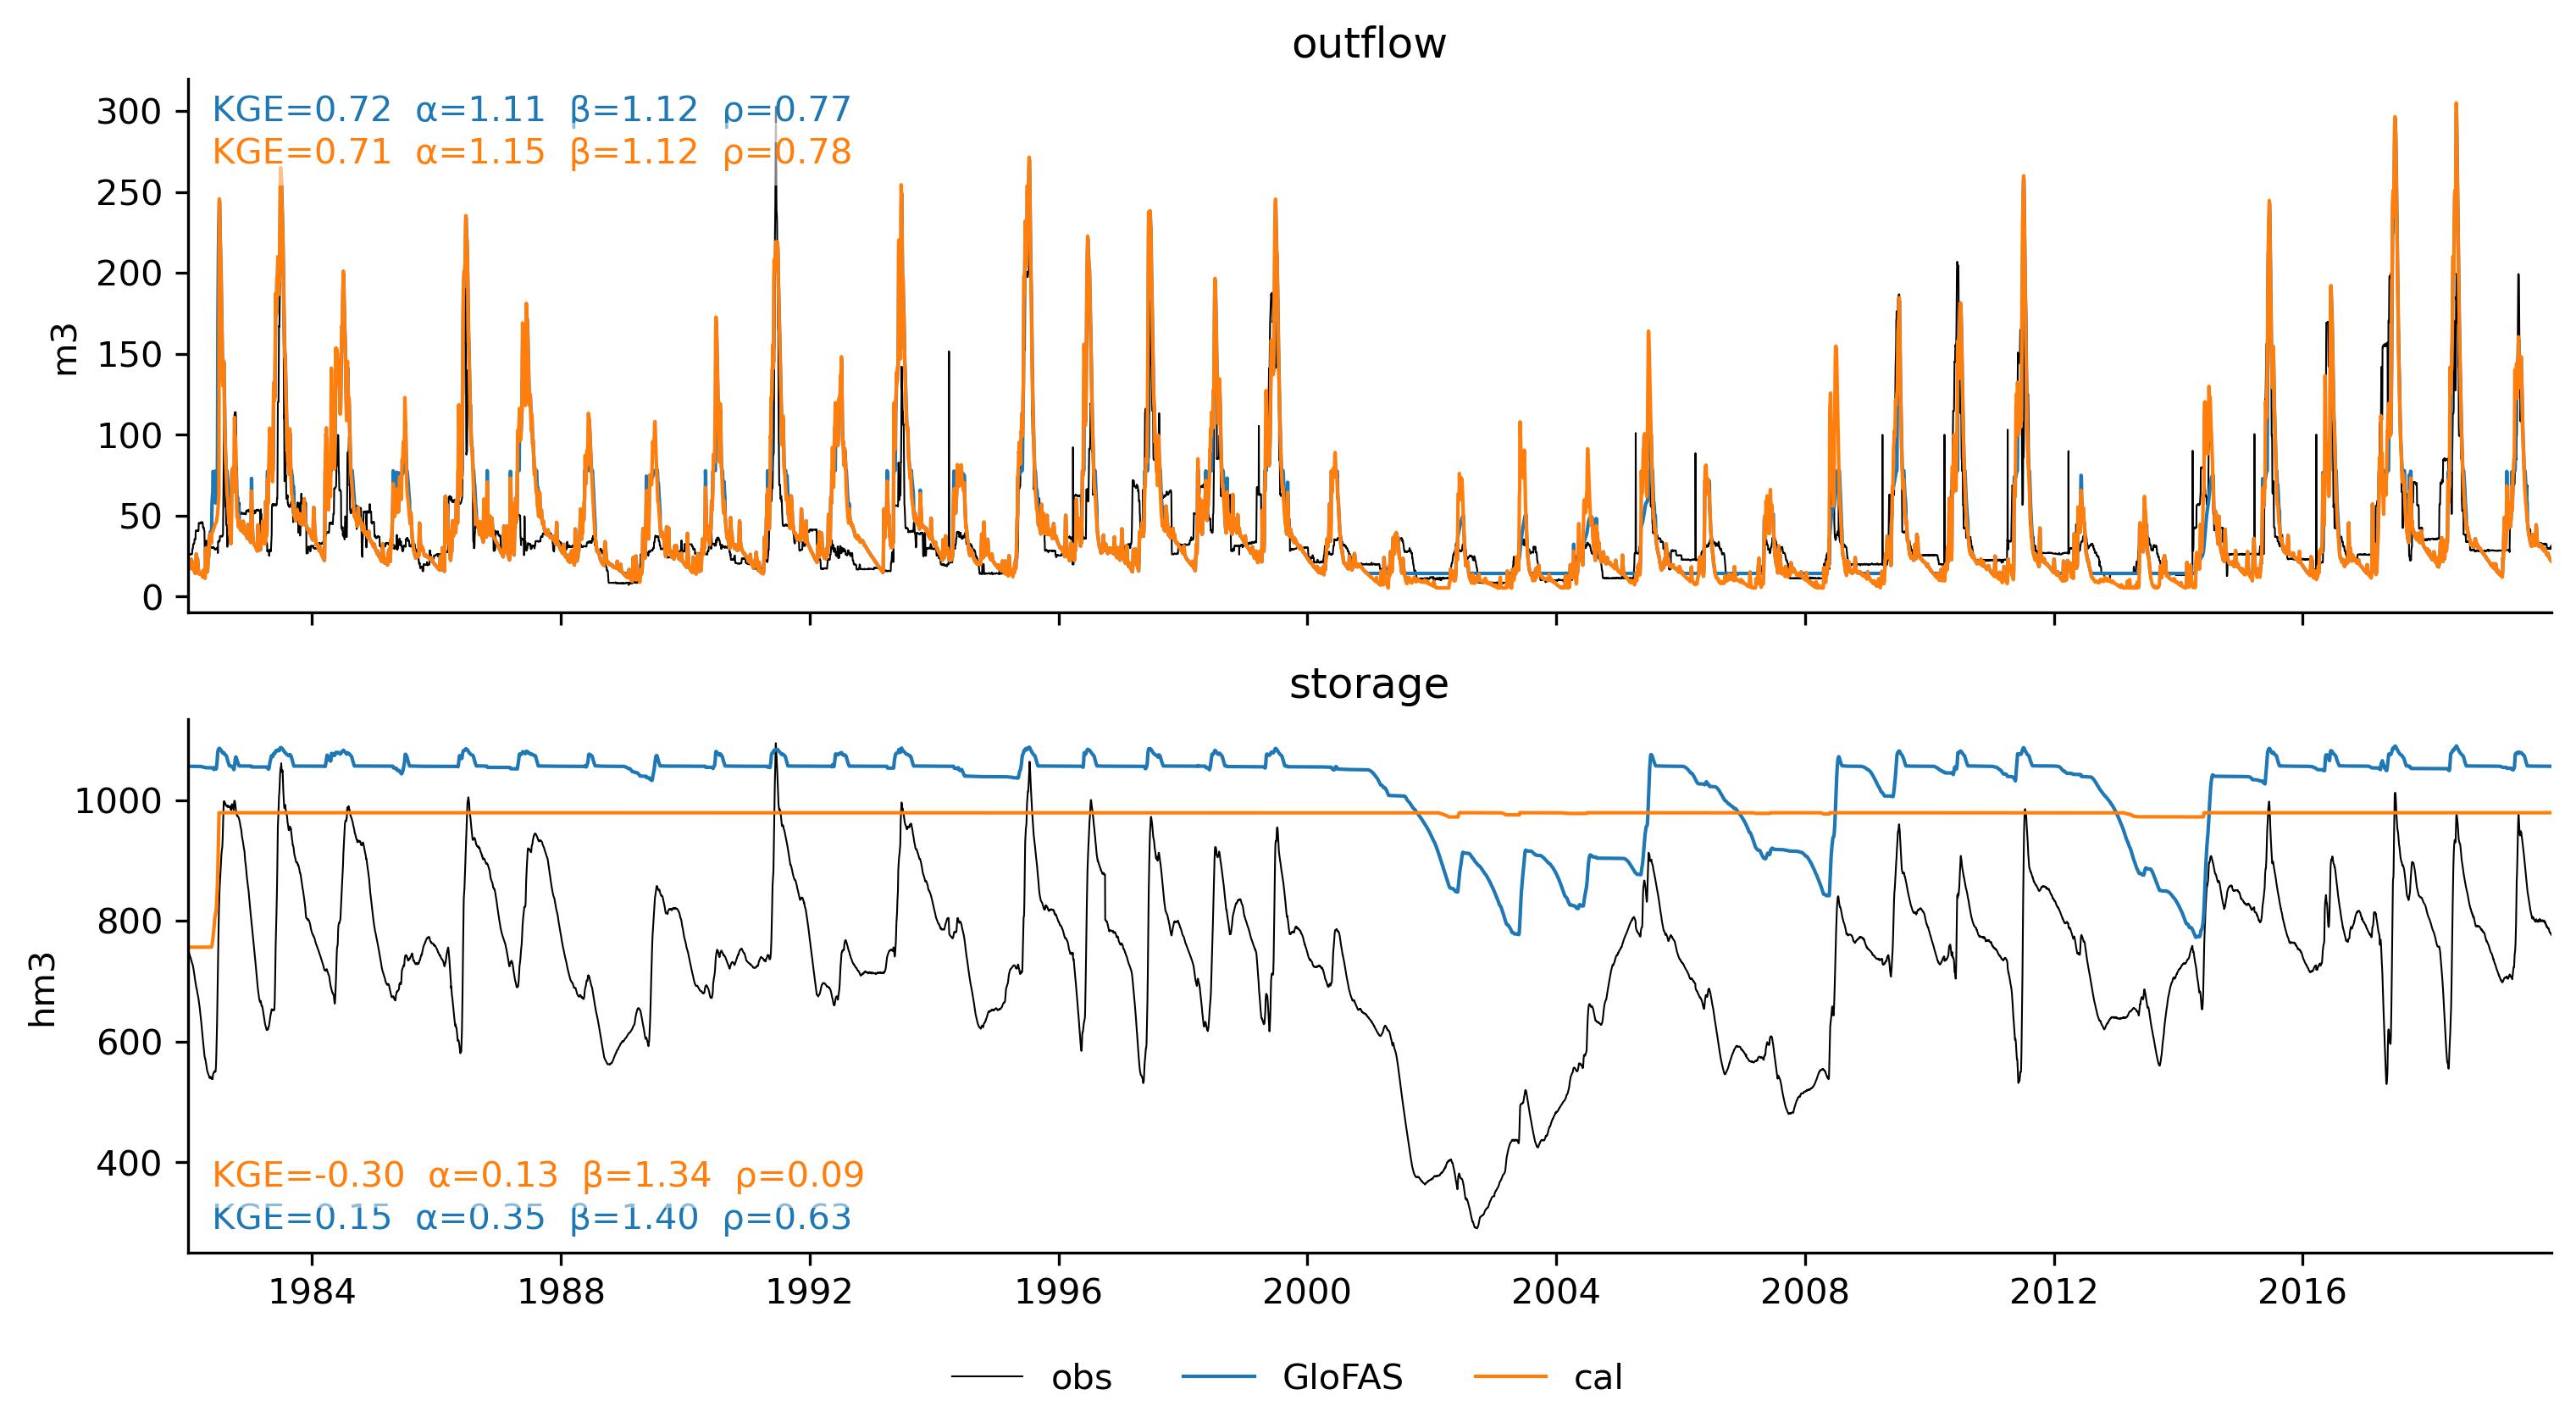 outflow
KGE=0.72 α=1.11 β=1.12 ρ=0.77
KGE=0.71 α=1.15 β=1.12 ρ=0.78
300
250
200
150
100
50
0
m3
storage
1000
800
600
400
hm3
KGE=-0.30 α=0.13 β=1.34 ρ=0.09
KGE=0.15 α=0.35 β=1.40 ρ=0.63
1984 1988 1992 1996 2000 2004 2008 2012 2016
obs GloFAS cal